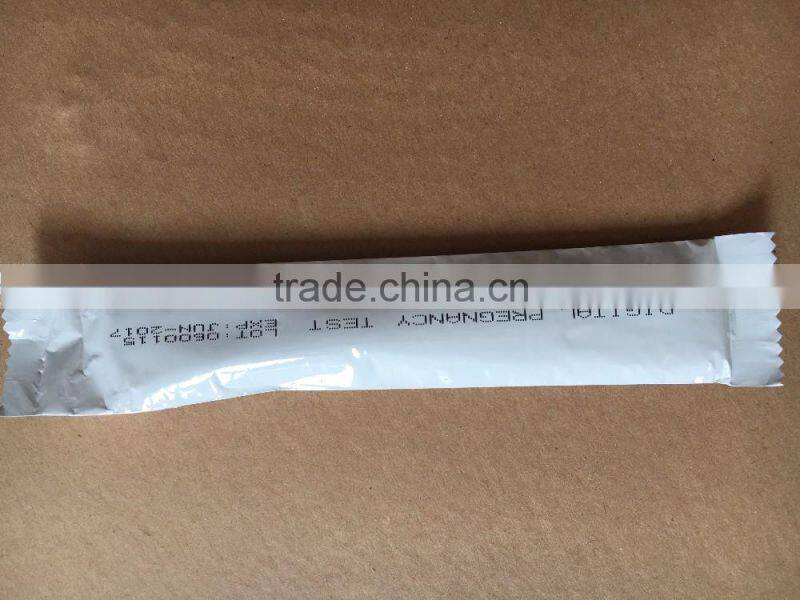 DIGITAL PREGNANCY TEST
LOT:0600115
EXP:JUN-2017
trade.china.cn